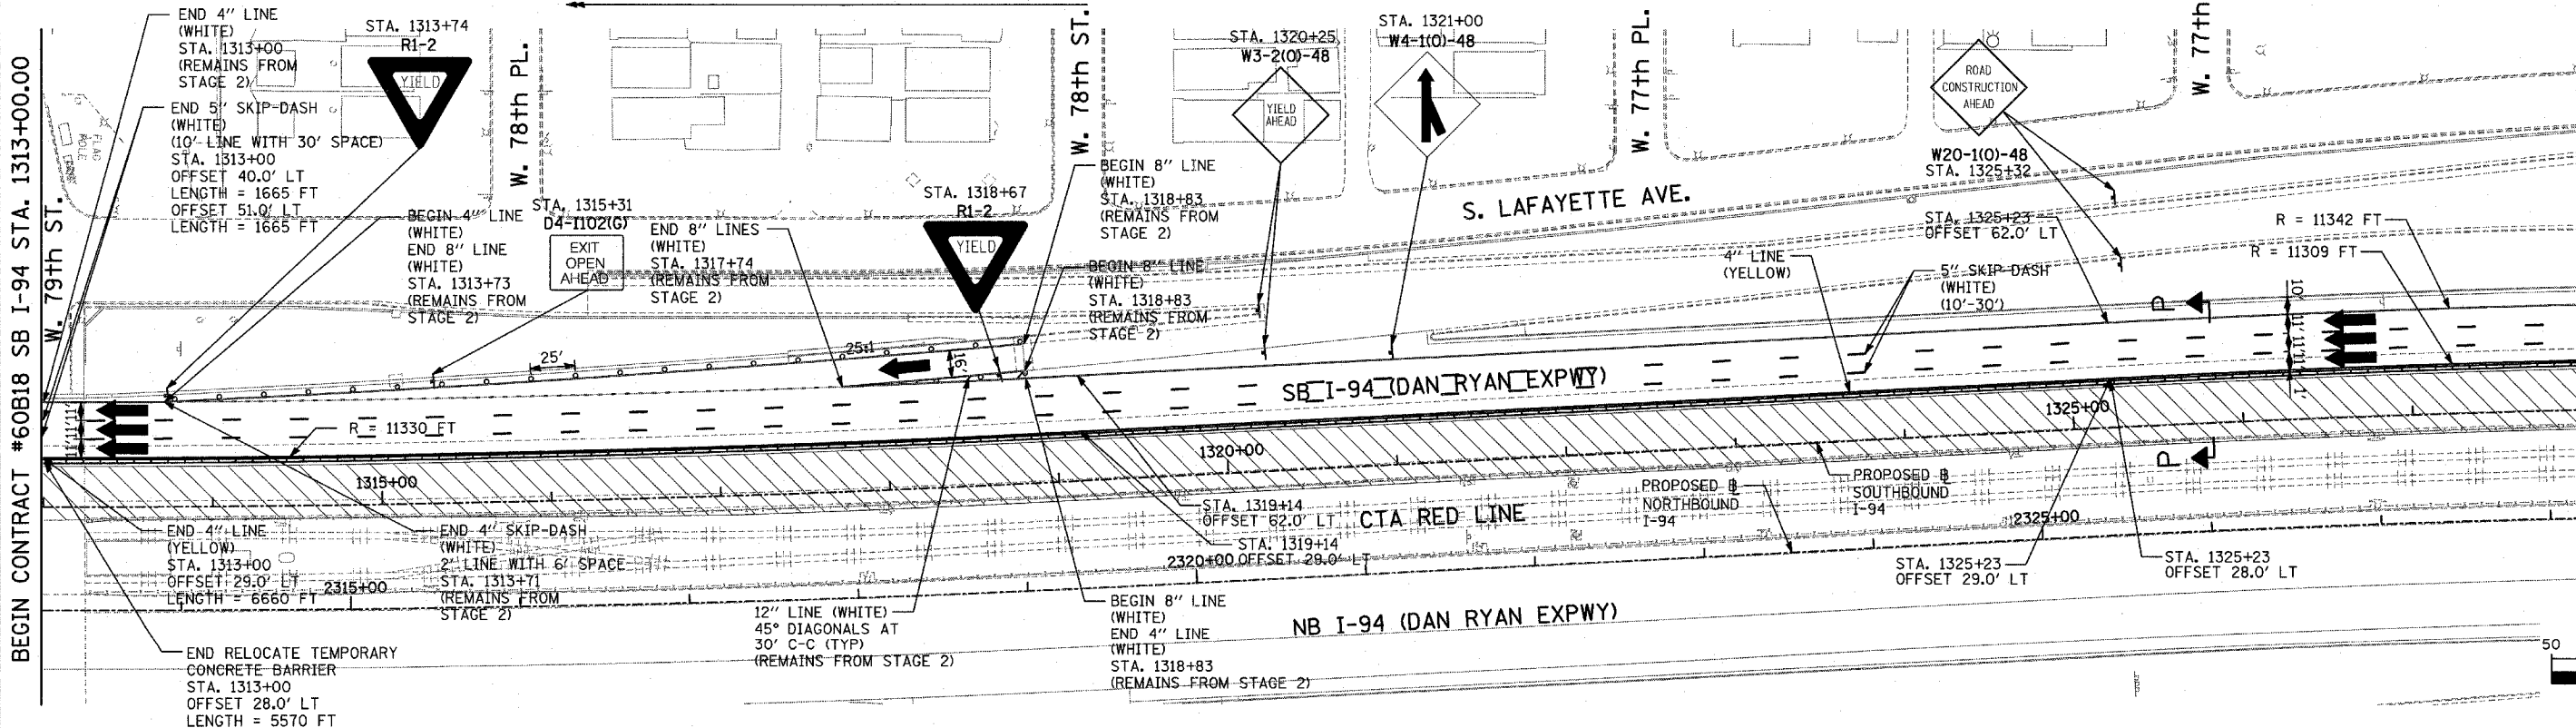 BEGIN CONTRACT #60B18 SB I-94 STA. 1313+00.00
W. 79th ST.
END 4" LINE
(WHITE)
STA. 1313+00
(REMAINS FROM
STAGE 2)
END 5" SKIP-DASH
(WHITE)
(10' LINE WITH 30' SPACE)
STA. 1313+00
OFFSET 40.0' LT
LENGTH = 1665 FT
OFFSET 51.0' LT
LENGTH = 1665 FT
FLAG
POLE
STA. 1313+74
R1-2
YIELD
W. 78th PL.
BEGIN 4" LINE
(WHITE)
END 8" LINE
(WHITE)
STA. 1313+73
(REMAINS FROM
STAGE 2)
STA. 1315+31
D4-I102(G)
EXIT
OPEN
AHEAD
END 8" LINES
(WHITE)
STA. 1317+74
(REMAINS FROM
STAGE 2)
STA. 1318+67
R1-2
YIELD
W. 78th ST.
BEGIN 8" LINE
(WHITE)
STA. 1318+83
(REMAINS FROM
STAGE 2)
BEGIN 8" LINE
(WHITE)
STA. 1318+83
(REMAINS FROM
STAGE 2)
STA. 1320+25
W3-2(O)-48
YIELD
AHEAD
STA. 1321+00
W4-1(O)-48
W. 77th PL.
S. LAFAYETTE AVE.
ROAD
CONSTRUCTION
AHEAD
W20-1(O)-48
STA. 1325+32
W. 77th
STA. 1325+23
OFFSET 62.0' LT
R = 11342 FT
R = 11309 FT
4" LINE
(YELLOW)
5" SKIP-DASH
(WHITE)
(10'-30')
P
10'
11'
11'
11'
1'
25'
25:1
16'
SB I-94 (DAN RYAN EXPWY)
11'
11'
11'
R = 11330 FT
1315+00
1320+00
1325+00
P
END 4" LINE
(YELLOW)
STA. 1313+00
OFFSET 29.0' LT
LENGTH = 6660 FT
2315+00
END 4" SKIP-DASH
(WHITE)
2' LINE WITH 6' SPACE
STA. 1313+71
(REMAINS FROM
STAGE 2)
STA. 1319+14
OFFSET 62.0' LT
STA. 1319+14
OFFSET 29.0' LT
2320+00
CTA RED LINE
PROPOSED ℄
NORTHBOUND
I-94
PROPOSED ℄
SOUTHBOUND
I-94
2325+00
STA. 1325+23
OFFSET 29.0' LT
STA. 1325+23
OFFSET 28.0' LT
12" LINE (WHITE)
45° DIAGONALS AT
30' C-C (TYP)
(REMAINS FROM STAGE 2)
BEGIN 8" LINE
(WHITE)
END 4" LINE
(WHITE)
STA. 1318+83
(REMAINS FROM STAGE 2)
NB I-94 (DAN RYAN EXPWY)
END RELOCATE TEMPORARY
CONCRETE BARRIER
STA. 1313+00
OFFSET 28.0' LT
LENGTH = 5570 FT
50